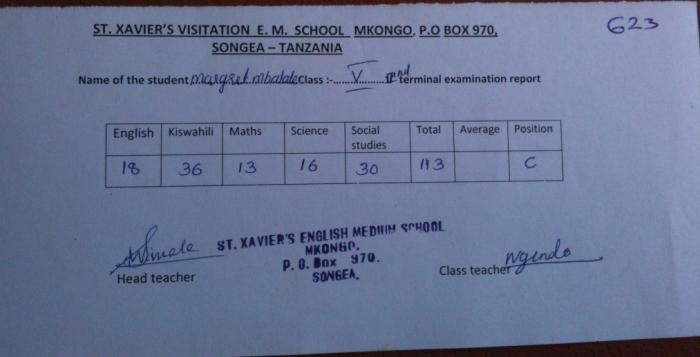 ST. XAVIER'S VISITATION E. M. SCHOOL MKONGO, P.O BOX 970,
623
SONGEA – TANZANIA
Name of the student margret mbalale Class :-......V......IInd terminal examination report
English Kiswahili Maths Science Social studies Total Average Position
18 36 13 16 30 113 C
ST. XAVIER'S ENGLISH MEDIUM SCHOOL
MKONGO.
P. O. Box 970.
SONGEA.
Head teacher
Class teacher Ngendo